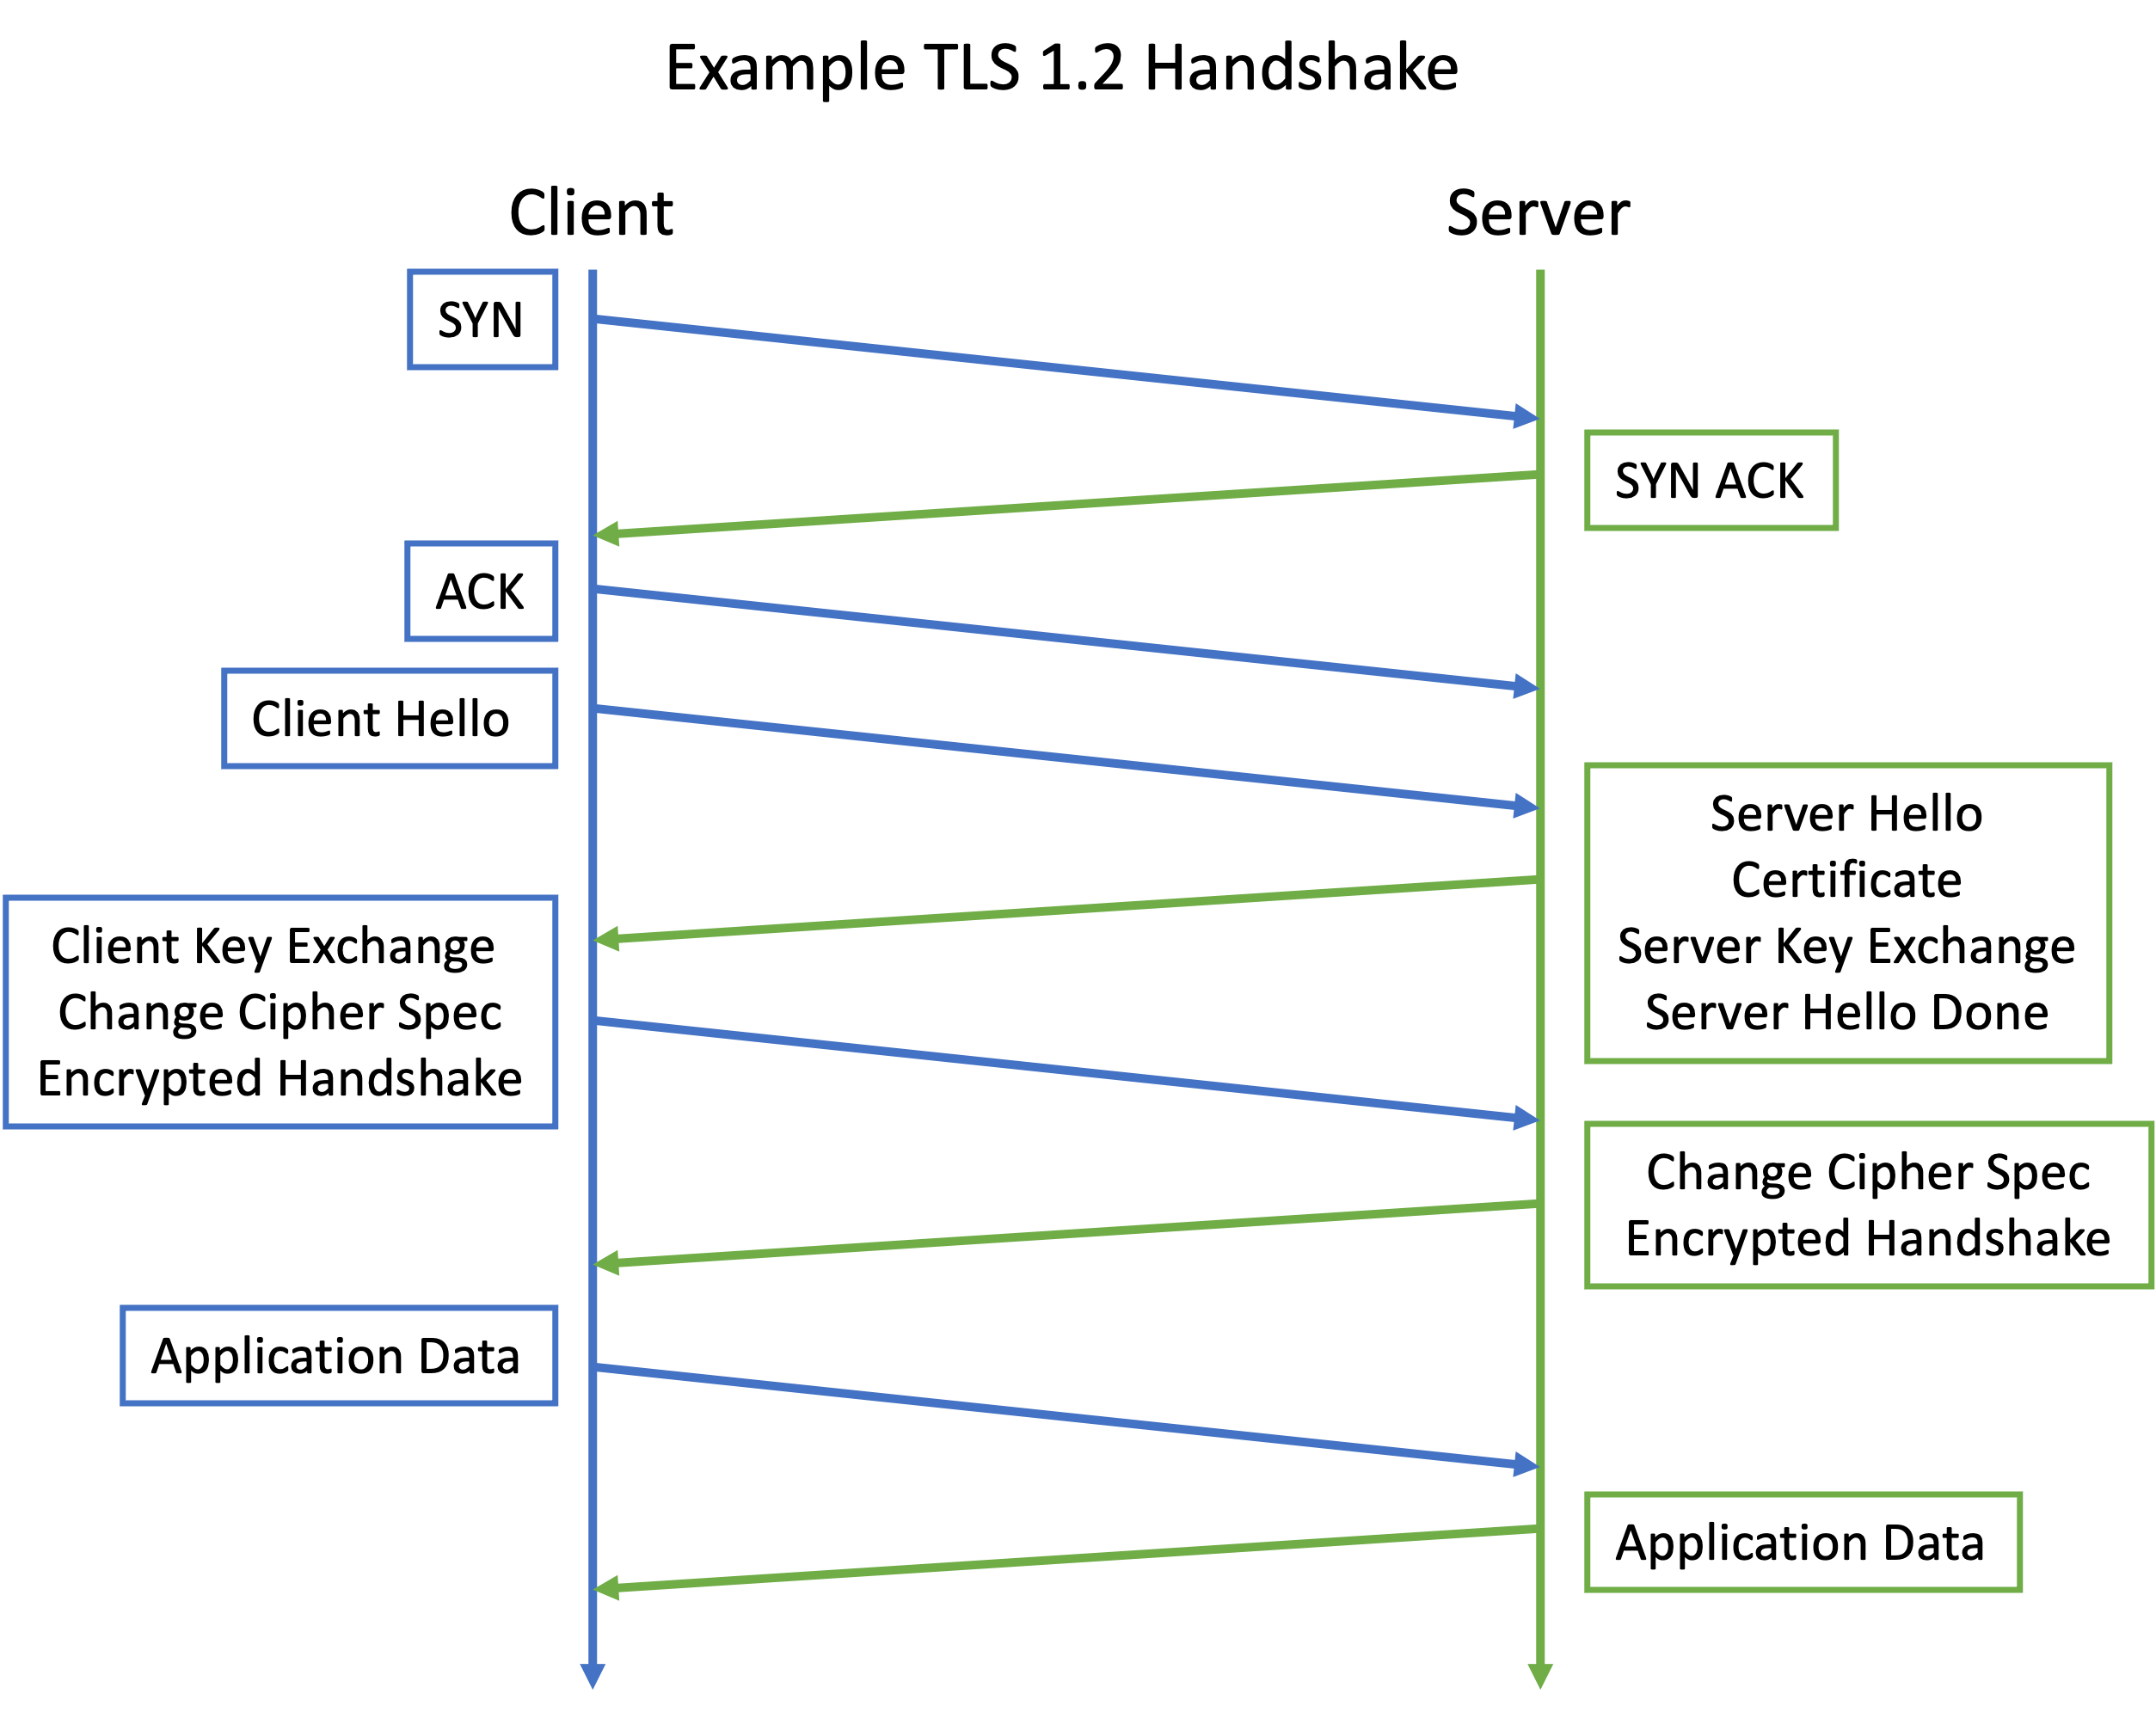 Example TLS 1.2 Handshake
Client
Server
SYN
SYN ACK
ACK
Client Hello
Server Hello
Certificate
Server Key Exchange
Server Hello Done
Client Key Exchange
Change Cipher Spec
Encrypted Handshake
Change Cipher Spec
Encrypted Handshake
Application Data
Application Data